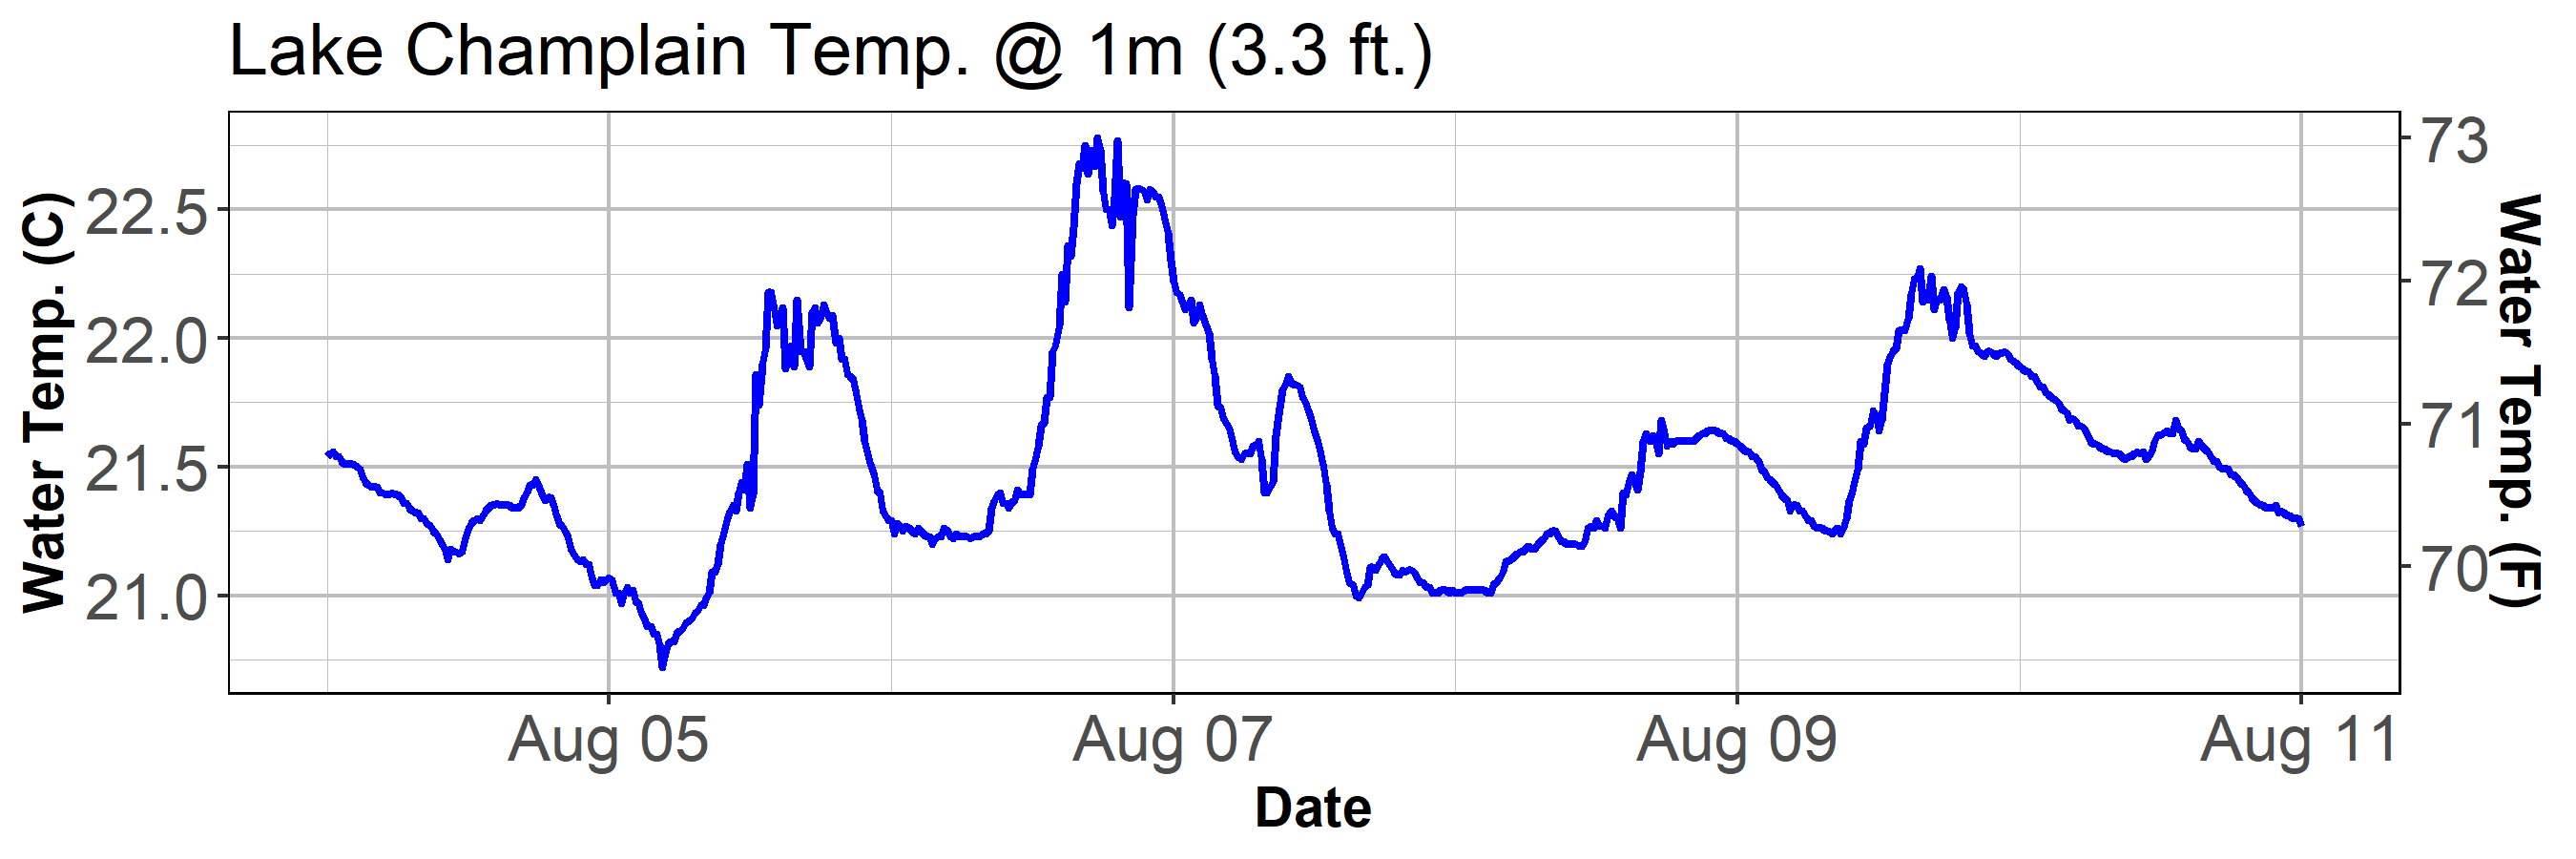 Lake Champlain Temp. @ 1m (3.3 ft.)
Water Temp. (C)
22.5
22.0
21.5
21.0
73
72
71
70
Water Temp. (F)
Aug 05
Aug 07
Aug 09
Aug 11
Date